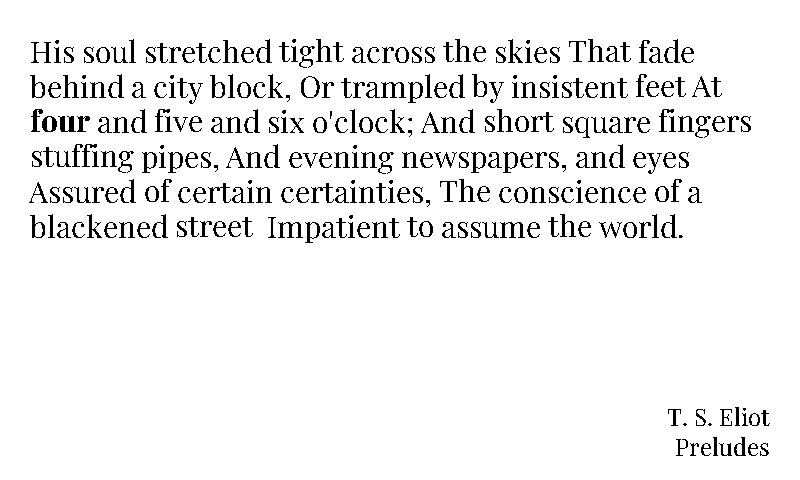 His soul stretched tight across the skies That fade
behind a city block, Or trampled by insistent feet At
four and five and six o'clock; And short square fingers
stuffing pipes, And evening newspapers, and eyes
Assured of certain certainties, The conscience of a
blackened street  Impatient to assume the world.
T. S. Eliot
Preludes